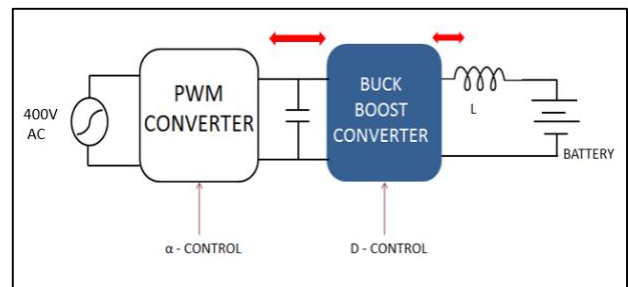 400V
AC
PWM
CONVERTER
BUCK
BOOST
CONVERTER
L
BATTERY
α - CONTROL
D - CONTROL